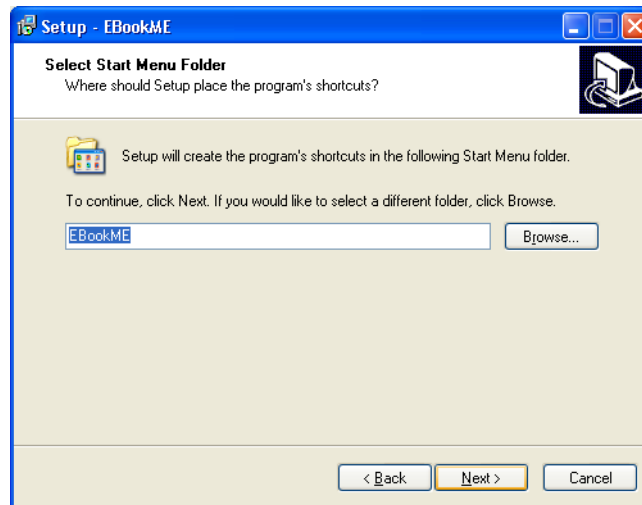 Setup - EBookME
Select Start Menu Folder
Where should Setup place the program's shortcuts?
Setup will create the program's shortcuts in the following Start Menu folder.
To continue, click Next. If you would like to select a different folder, click Browse.
EBookME
Browse...
< Back
Next >
Cancel